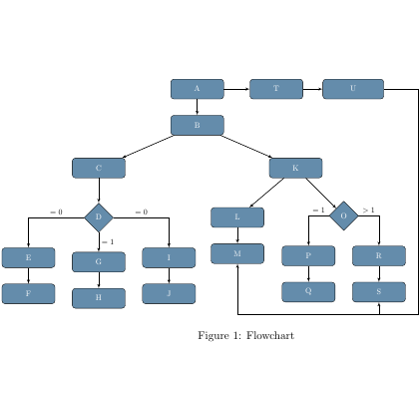 A T U
B
C K
L O
= 1 > 1
= 0 D = 0
= 1
M
E G I P R
F H J Q S
Figure 1: Flowchart